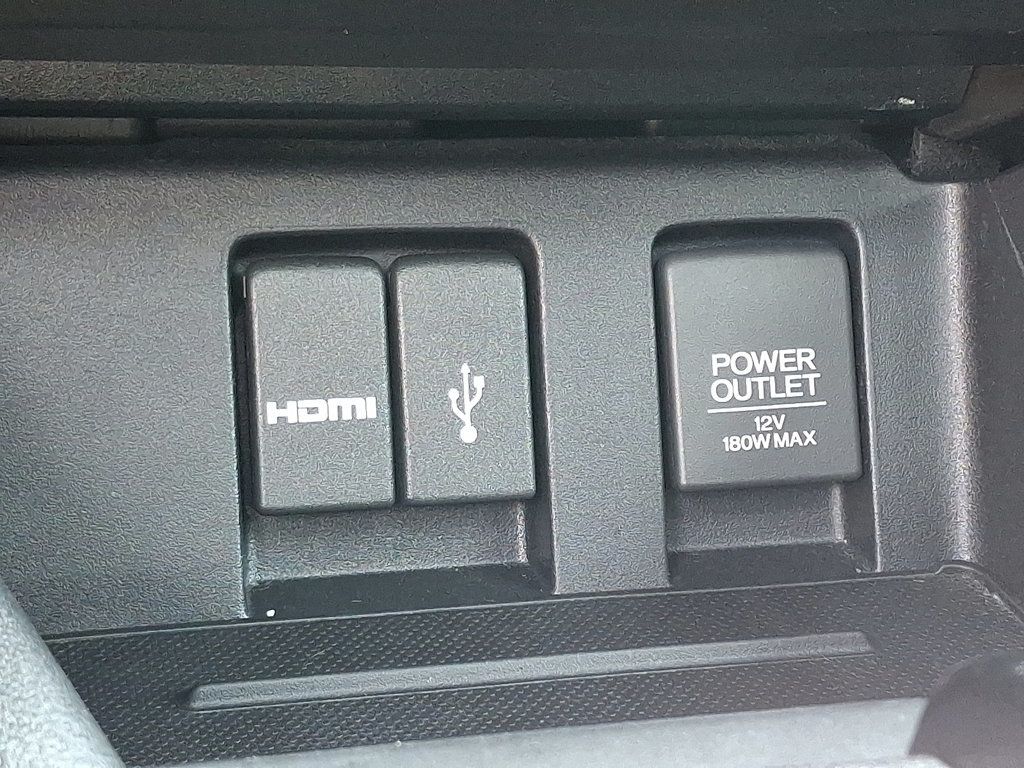 HDMI
POWER
OUTLET
12V
180W MAX